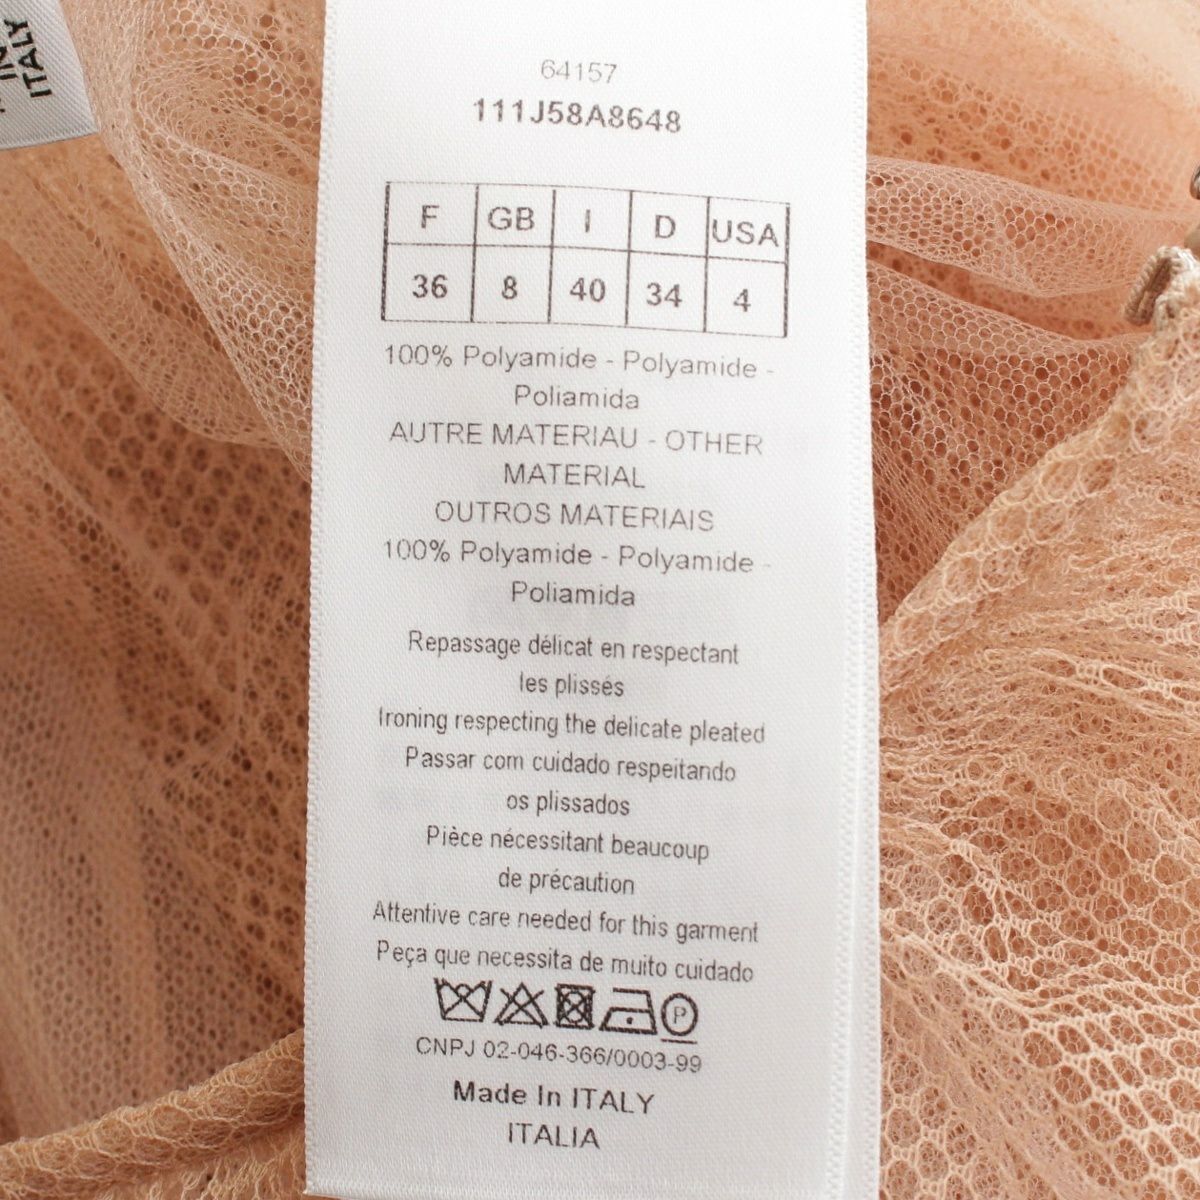 IN
ITALY
64157
111J58A8648
F GB I D USA
36 8 40 34 4
100% Polyamide - Polyamide -
Poliamida
AUTRE MATERIAU - OTHER
MATERIAL
OUTROS MATERIAIS
100% Polyamide - Polyamide -
Poliamida
Repassage délicat en respectant
les plissés
Ironing respecting the delicate pleated
Passar com cuidado respeitando
os plissados
Pièce nécessitant beaucoup
de précaution
Attentive care needed for this garment
Peça que necessita de muito cuidado
P
CNPJ 02-046-366/0003-99
Made In ITALY
ITALIA